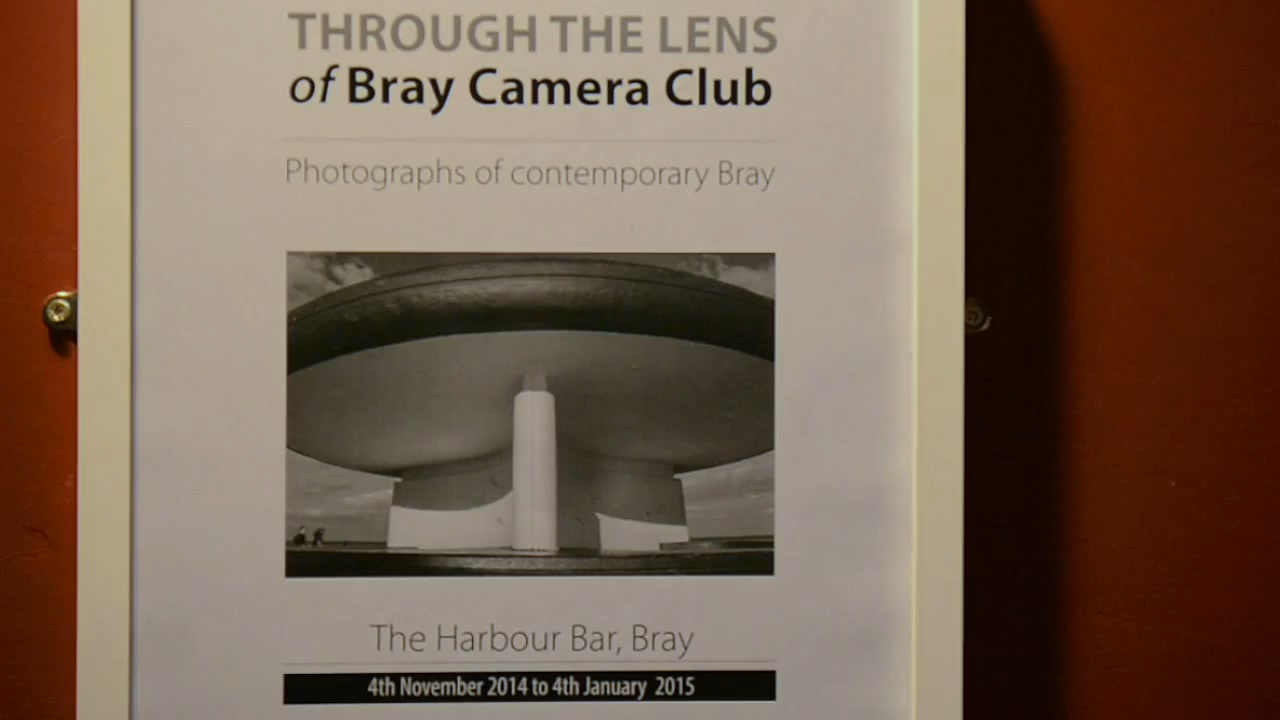 THROUGH THE LENS
of Bray Camera Club
Photographs of contemporary Bray
The Harbour Bar, Bray
4th November 2014 to 4th January 2015